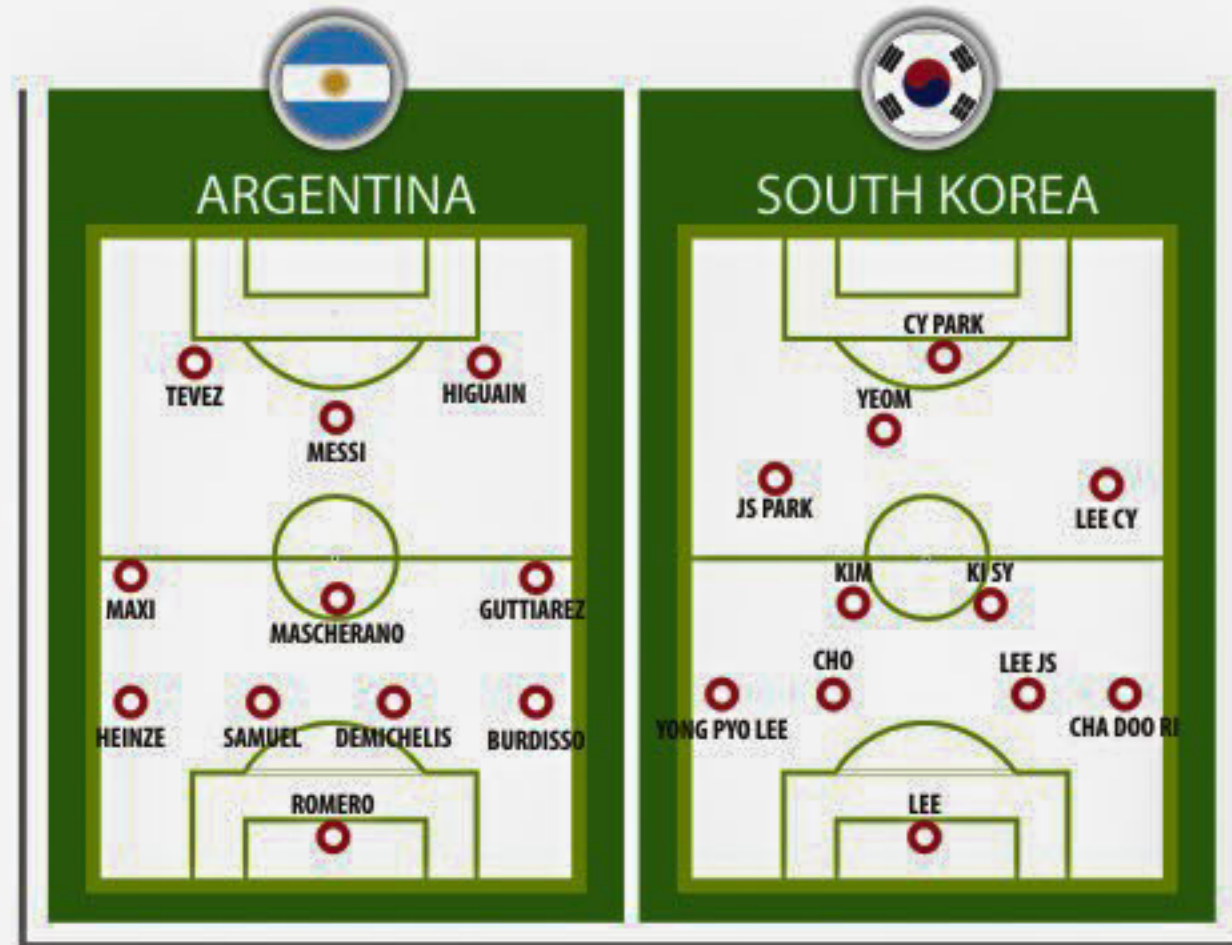 ARGENTINA
TEVEZ
HIGUAIN
MESSI
MAXI
MASCHERANO
GUTTIAREZ
HEINZE
SAMUEL
DEMICHELIS
BURDISSO
ROMERO
SOUTH KOREA
CY PARK
YEOM
JS PARK
LEE CY
KIM
KI SY
CHO
LEE JS
YONG PYO LEE
CHA DOO RI
LEE